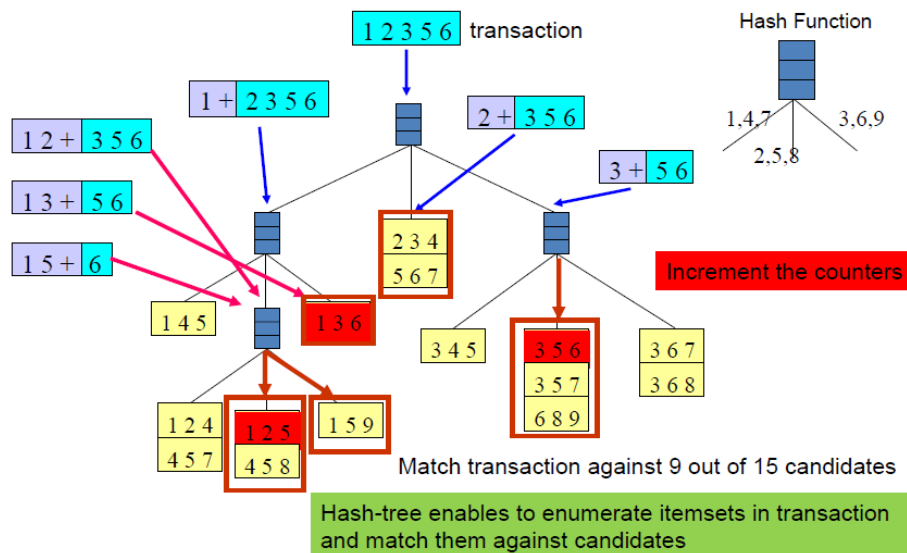 1 2 3 5 6 transaction
Hash Function
1 + 2 3 5 6
2 + 3 5 6
1,4,7
3,6,9
2,5,8
1 2 + 3 5 6
3 + 5 6
1 3 + 5 6
1 5 + 6
2 3 4
5 6 7
Increment the counters
1 4 5
1 3 6
3 4 5
3 5 6
3 5 7
6 8 9
3 6 7
3 6 8
1 2 4
4 5 7
1 2 5
4 5 8
1 5 9
Match transaction against 9 out of 15 candidates
Hash-tree enables to enumerate itemsets in transaction
and match them against candidates